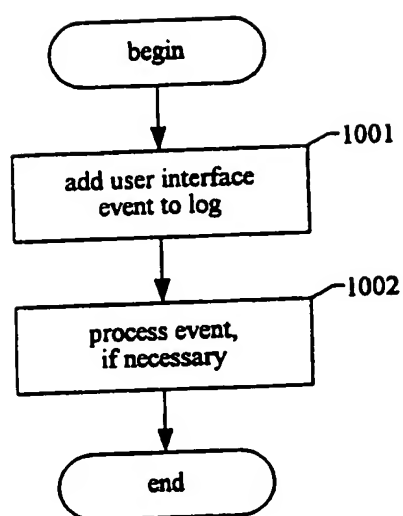 begin
1001
add user interface
event to log
1002
process event,
if necessary
end